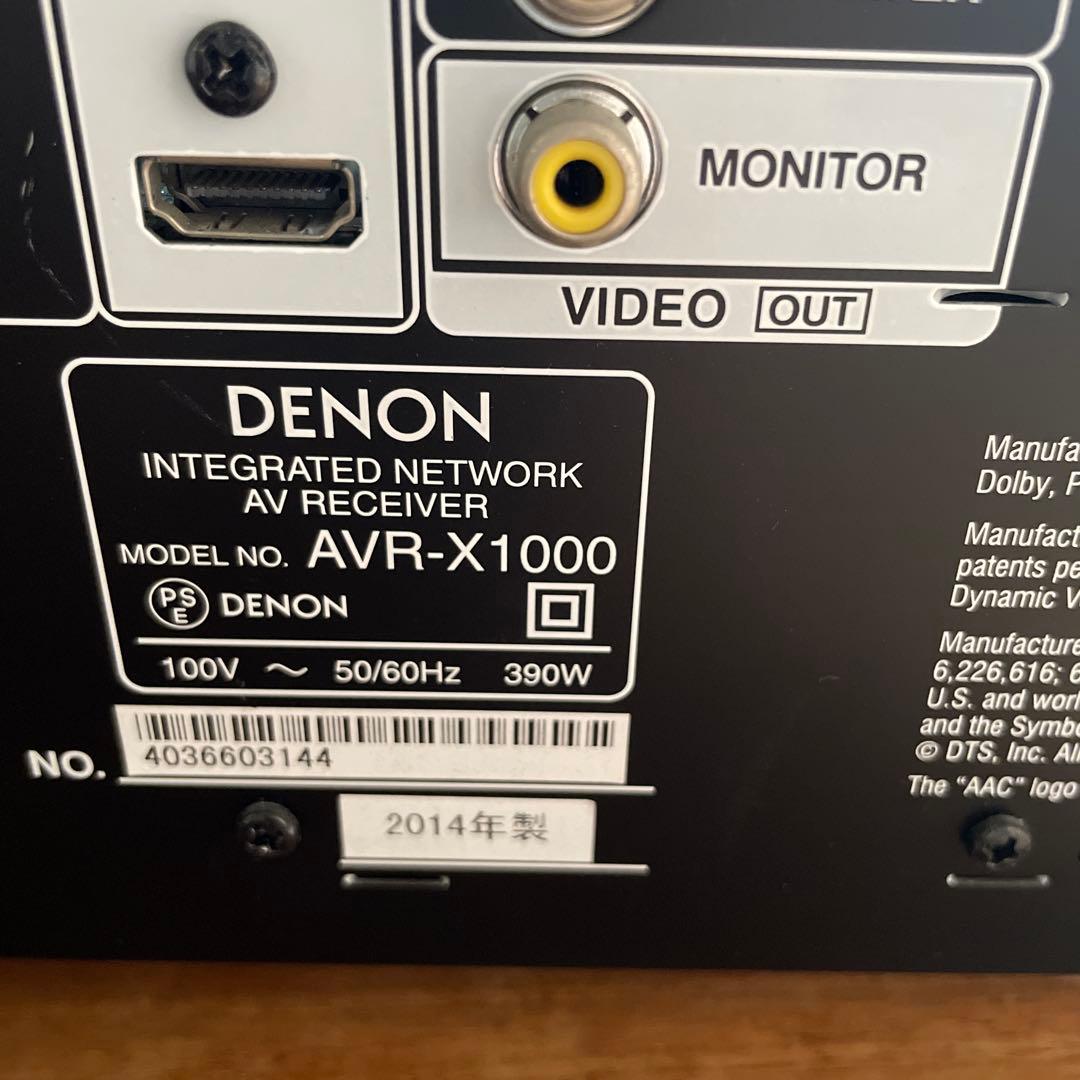 MONITOR
VIDEO OUT
DENON
INTEGRATED NETWORK
AV RECEIVER
MODEL NO. AVR-X1000
PSE DENON
100V ～ 50/60Hz 390W
NO. 4036603144
2014年製
Manufa
Dolby, P
Manufact
patents pe
Dynamic V
Manufacture
6,226,616; 6
U.S. and worl
and the Symbo
© DTS, Inc. All
The “AAC” logo